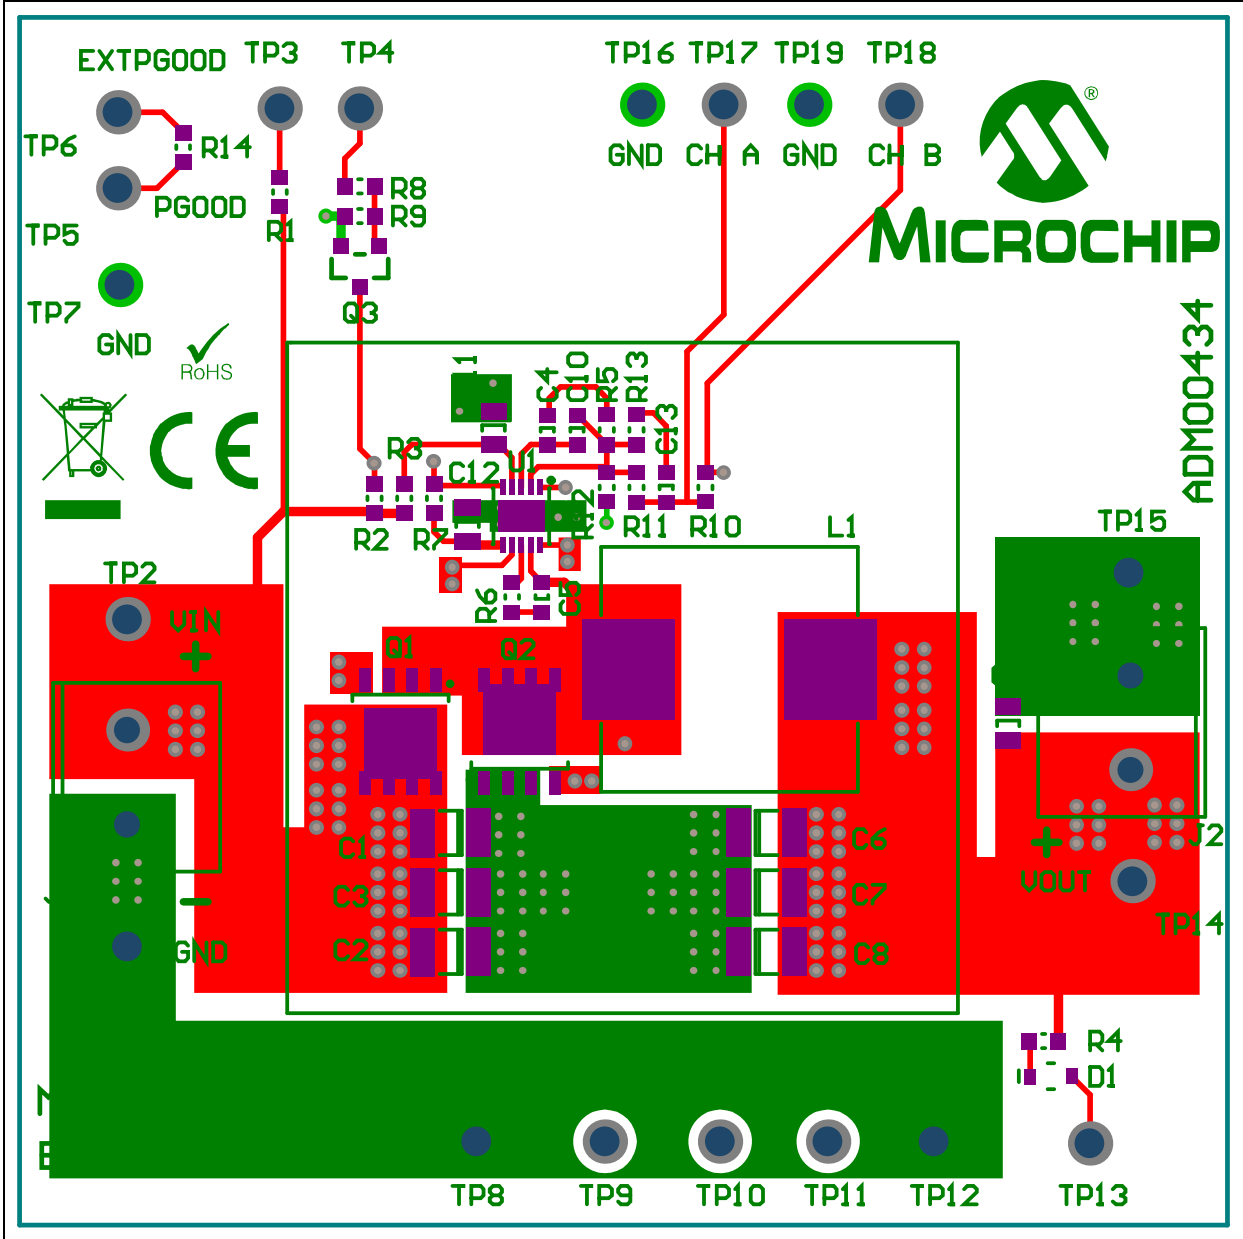 EXTPGOOD
TP3
TP4
TP16
TP17
TP19
TP18
®
TP6
R14
GND
CH A
GND
CH B
PGOOD
R8
R9
TP5
R1
MICROCHIP
TP7
Q3
GND
RoHS
ADM00434
C4
C10
R5
R13
C13
CE
R3
U1
C12
R2
R7
R12
R11
R10
L1
TP15
TP2
R6
C5
VIN
+
Q1
Q2
C1
C6
+
J2
C3
C7
VOUT
-
TP14
GND
C2
C8
R4
D1
TP8
TP9
TP10
TP11
TP12
TP13